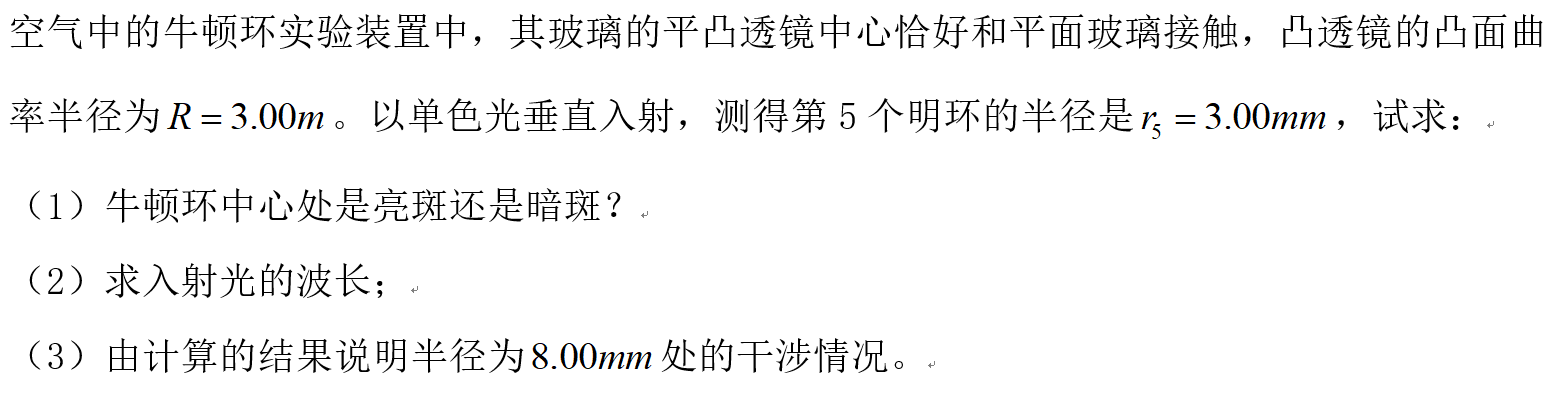 空气中的牛顿环实验装置中，其玻璃的平凸透镜中心恰好和平面玻璃接触，凸透镜的凸面曲
率半径为R = 3.00m。以单色光垂直入射，测得第 5 个明环的半径是r₅ = 3.00mm，试求：
（1）牛顿环中心处是亮斑还是暗斑？
（2）求入射光的波长；
（3）由计算的结果说明半径为8.00mm处的干涉情况。